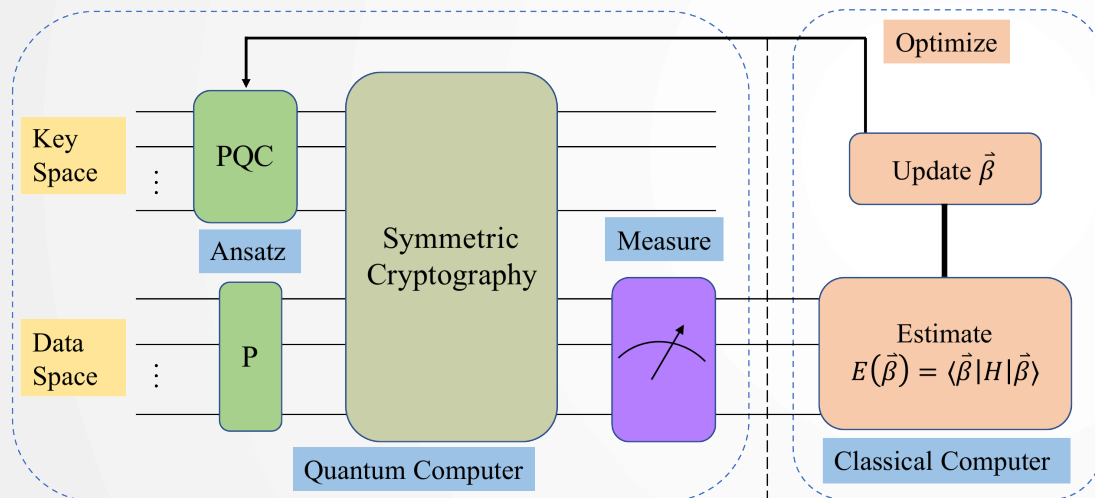 Optimize
Key
Space
⋮
PQC
Ansatz
Symmetric
Cryptography
Measure
Update β⃗
Data
Space
⋮
P
Estimate
E(β⃗) = ⟨β⃗|H|β⃗⟩
Quantum Computer
Classical Computer